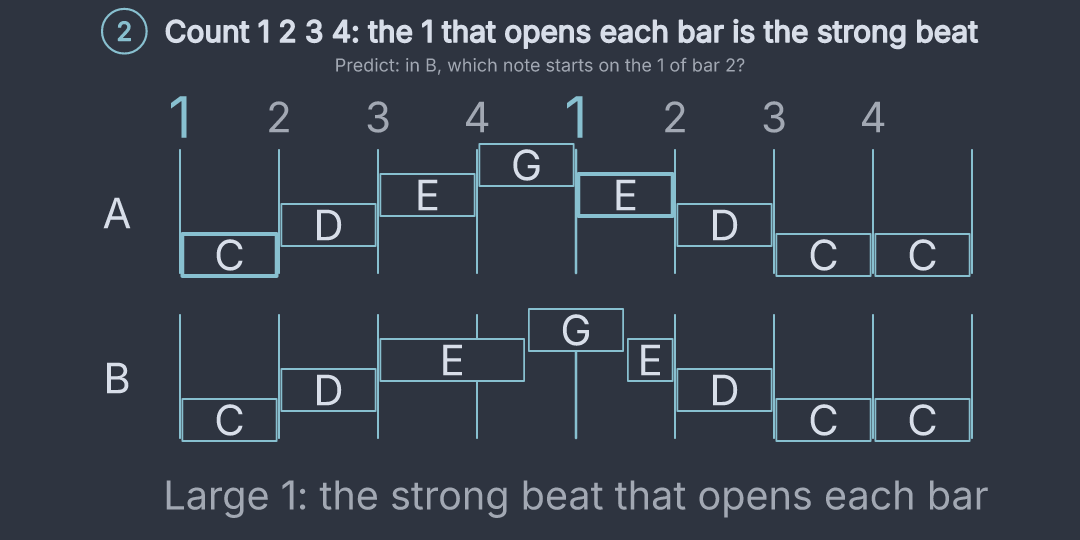 2 Count 1 2 3 4: the 1 that opens each bar is the strong beat
Predict: in B, which note starts on the 1 of bar 2?
1 2 3 4 1 2 3 4
A C D E G E D C C
B C D E G E D C C
Large 1: the strong beat that opens each bar